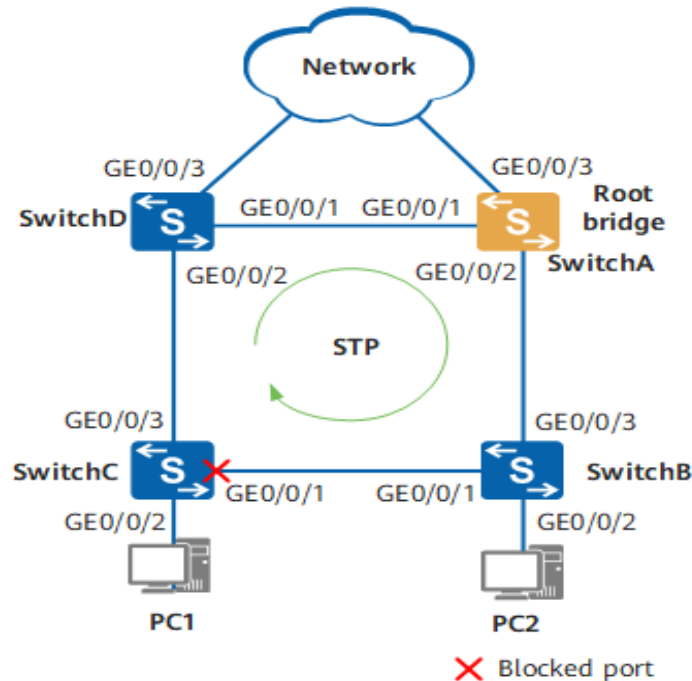 Network
GE0/0/3
GE0/0/3
SwitchD
S
GE0/0/1
GE0/0/1
S
Root
bridge
SwitchA
GE0/0/2
GE0/0/2
STP
GE0/0/3
GE0/0/3
SwitchC
S
GE0/0/1
GE0/0/1
S
SwitchB
GE0/0/2
GE0/0/2
PC1
PC2
Blocked port